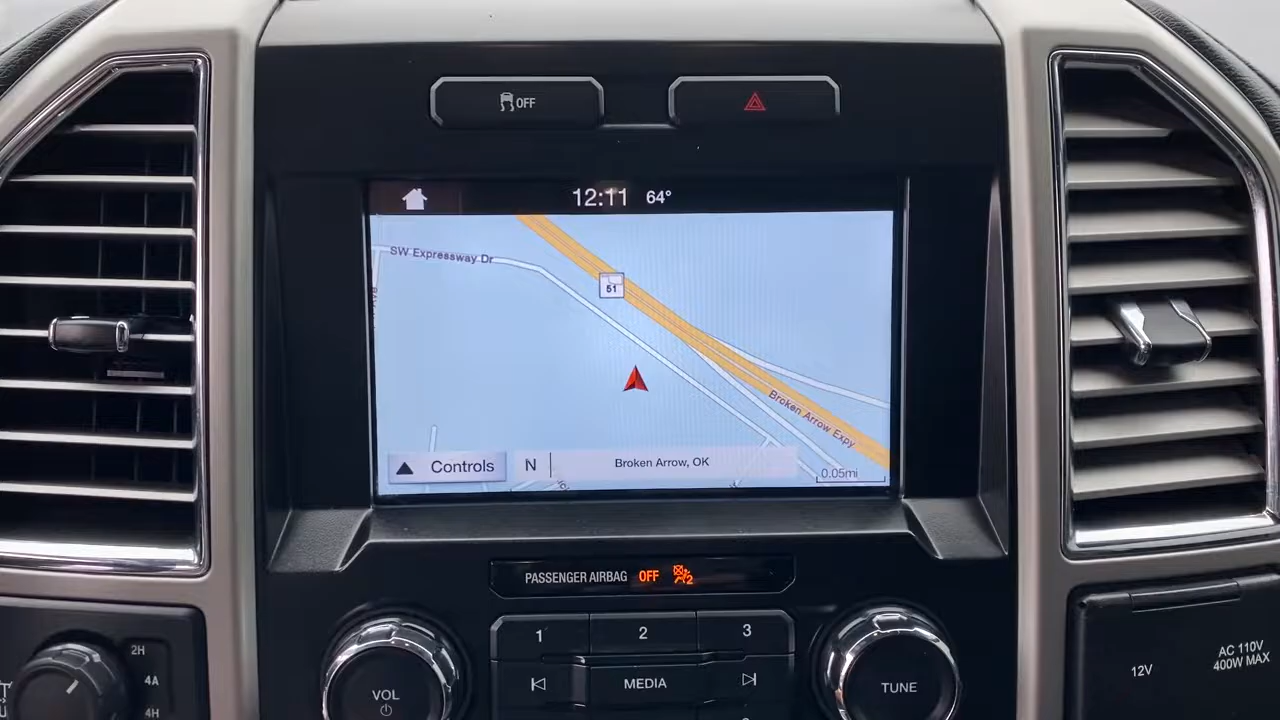 OFF
12:11 64°
SW Expressway Dr
51
Broken Arrow Expy
Controls N Broken Arrow, OK
0.05mi
PASSENGER AIRBAG OFF 2
1 2 3
2H
4A
4H
VOL
MEDIA
TUNE
12V
AC 110V
400W MAX